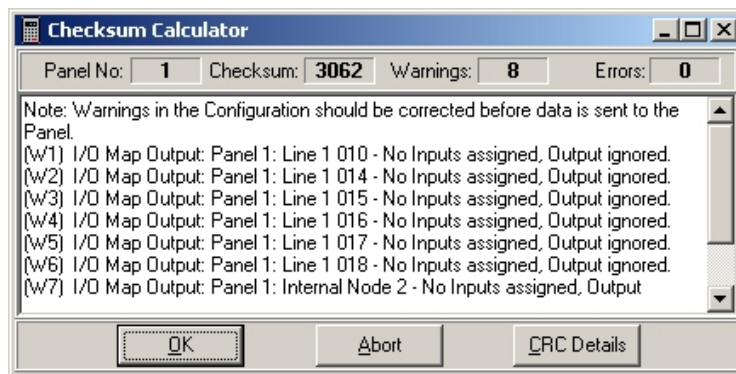 Checksum Calculator
Panel No: 1 Checksum: 3062 Warnings: 8 Errors: 0
Note: Warnings in the Configuration should be corrected before data is sent to the
Panel.
(W1) I/O Map Output: Panel 1: Line 1 010 - No Inputs assigned, Output ignored.
(W2) I/O Map Output: Panel 1: Line 1 014 - No Inputs assigned, Output ignored.
(W3) I/O Map Output: Panel 1: Line 1 015 - No Inputs assigned, Output ignored.
(W4) I/O Map Output: Panel 1: Line 1 016 - No Inputs assigned, Output ignored.
(W5) I/O Map Output: Panel 1: Line 1 017 - No Inputs assigned, Output ignored.
(W6) I/O Map Output: Panel 1: Line 1 018 - No Inputs assigned, Output ignored.
(W7) I/O Map Output: Panel 1: Internal Node 2 - No Inputs assigned, Output
OK Abort CRC Details